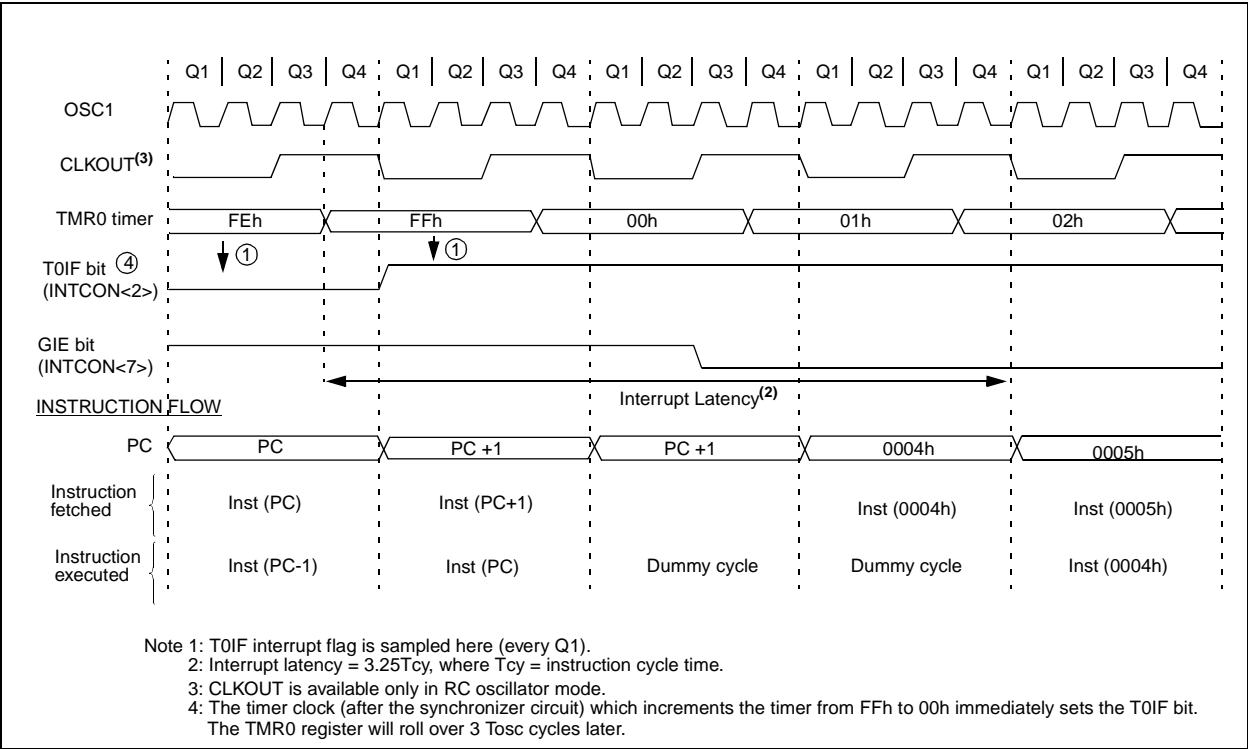 Q1 Q2 Q3 Q4 Q1 Q2 Q3 Q4 Q1 Q2 Q3 Q4 Q1 Q2 Q3 Q4 Q1 Q2 Q3 Q4
OSC1
CLKOUT(3)
TMR0 timer FEh FFh 00h 01h 02h
1 1
T0IF bit 4
(INTCON<2>)
GIE bit
(INTCON<7>)
Interrupt Latency(2)
INSTRUCTION FLOW
PC PC PC +1 PC +1 0004h 0005h
Instruction
fetched
Inst (PC) Inst (PC+1) Inst (0004h) Inst (0005h)
Instruction
executed
Inst (PC-1) Inst (PC) Dummy cycle Dummy cycle Inst (0004h)
Note 1: T0IF interrupt flag is sampled here (every Q1).
2: Interrupt latency = 3.25Tcy, where Tcy = instruction cycle time.
3: CLKOUT is available only in RC oscillator mode.
4: The timer clock (after the synchronizer circuit) which increments the timer from FFh to 00h immediately sets the T0IF bit.
The TMR0 register will roll over 3 Tosc cycles later.